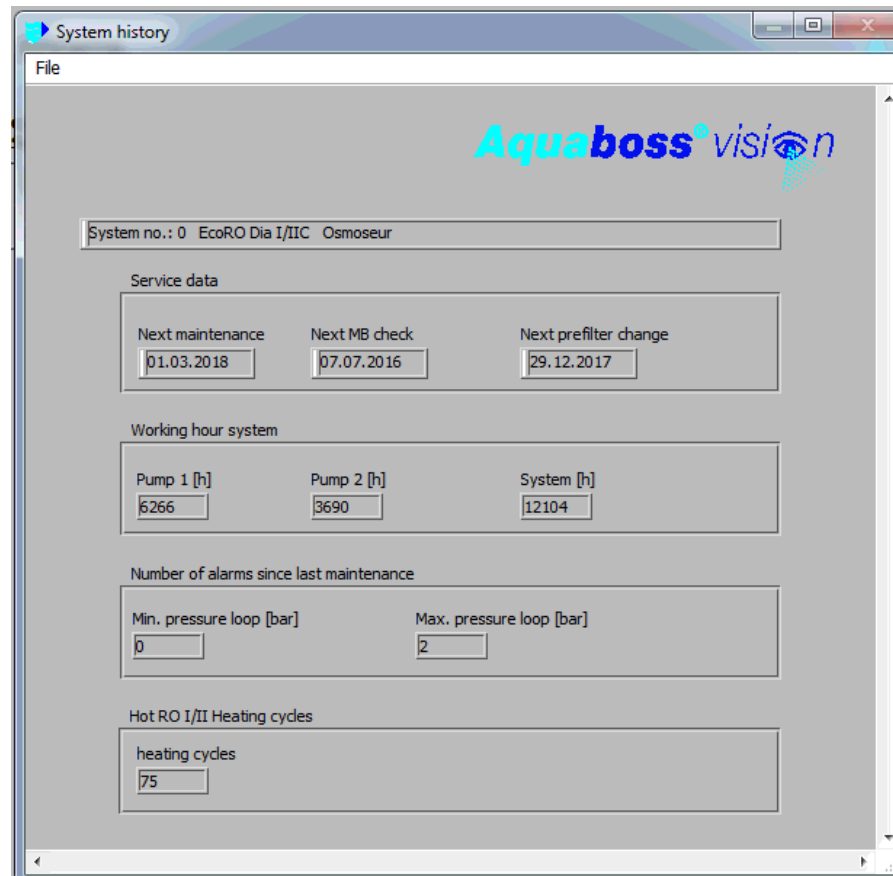 System history
File
Aquaboss® vision
System no.: 0 EcoRO Dia I/IIC Osmoseur
Service data
Next maintenance Next MB check Next prefilter change
01.03.2018 07.07.2016 29.12.2017
Working hour system
Pump 1 [h] Pump 2 [h] System [h]
6266 3690 12104
Number of alarms since last maintenance
Min. pressure loop [bar] Max. pressure loop [bar]
0 2
Hot RO I/II Heating cycles
heating cycles
75